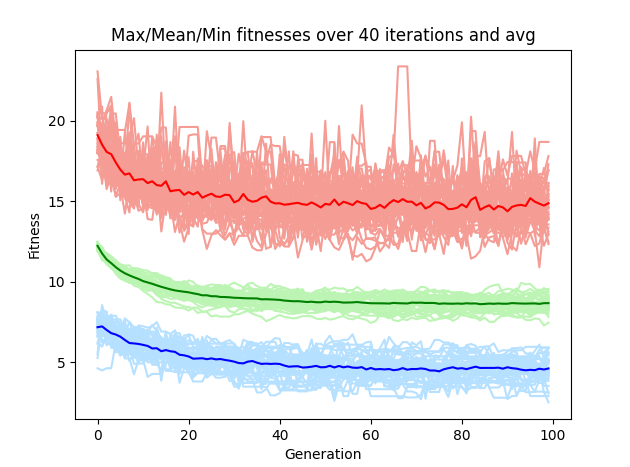 Max/Mean/Min fitnesses over 40 iterations and avg
20
15
10
5
Fitness
0 20 40 60 80 100
Generation